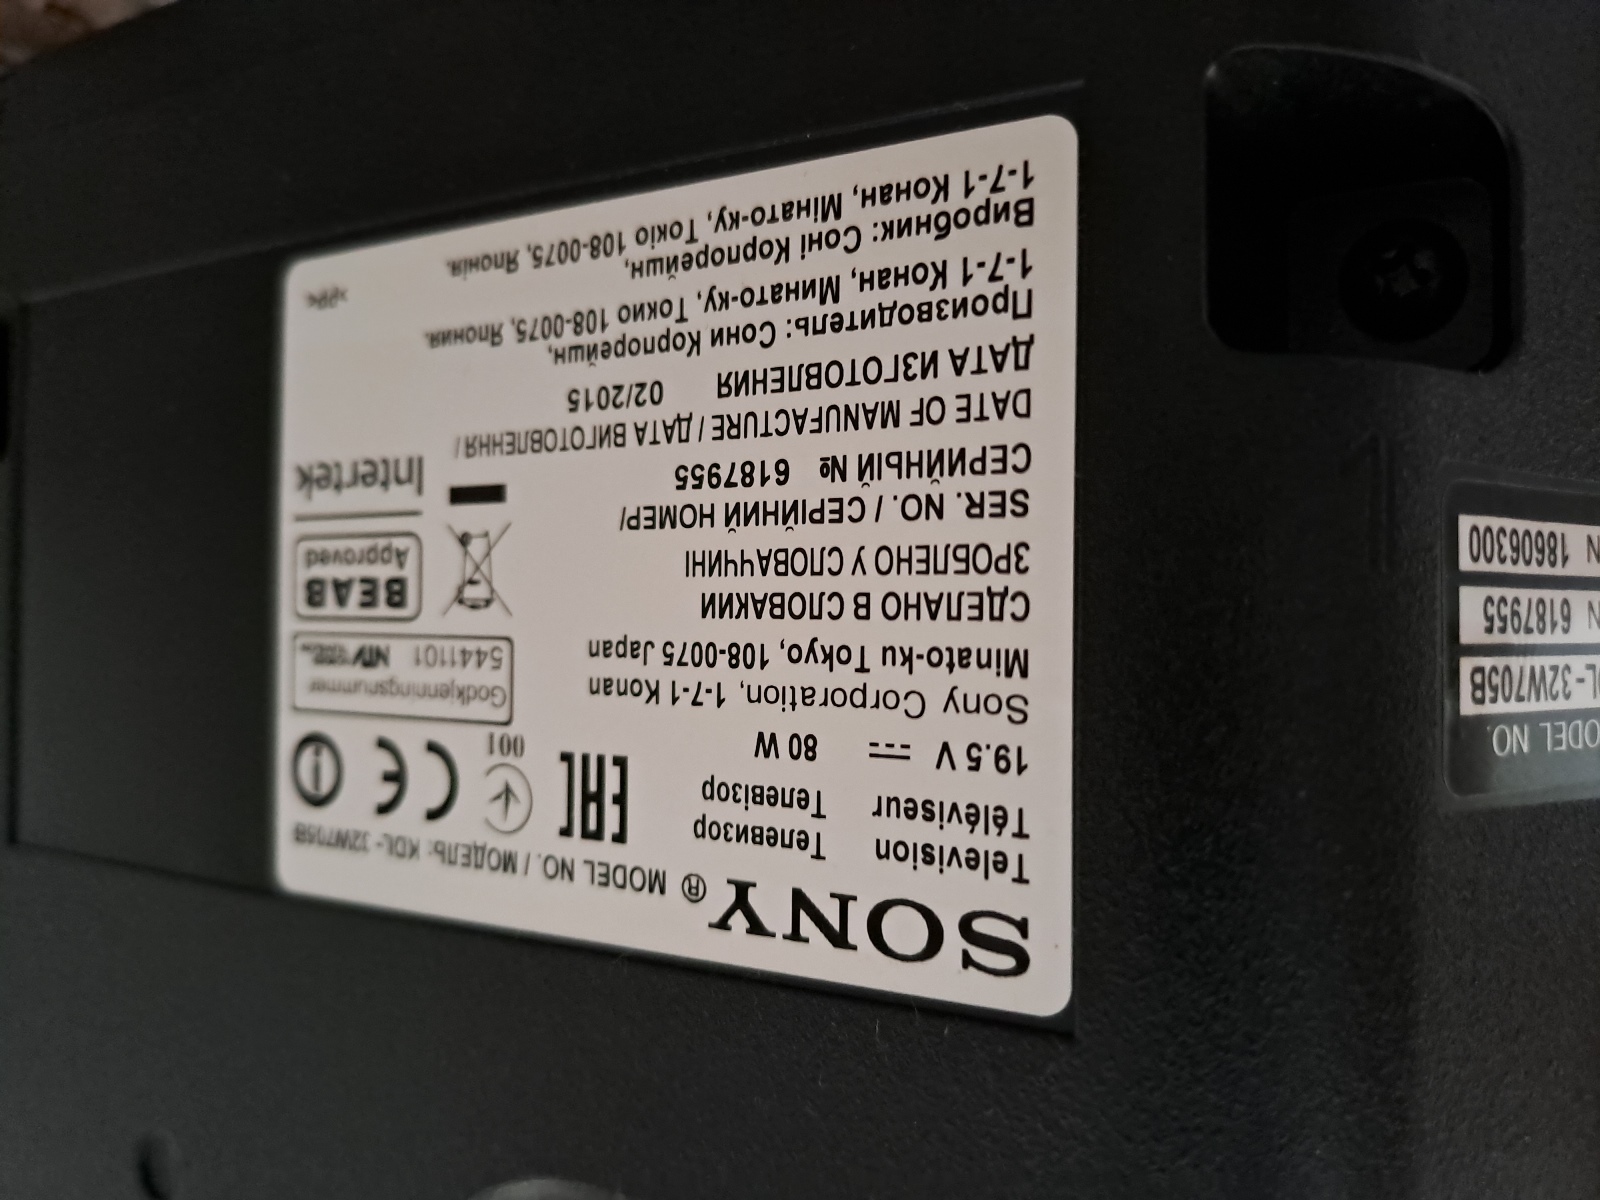 SONY® MODEL NO. / МОДЕЛЬ: KDL-32W705B
Television Телевизор
Téléviseur Телевізор
19.5 V 80 W
EAC
001
CE
Sony Corporation, 1-7-1 Konan
Minato-ku Tokyo, 108-0075 Japan
Godkjenningsnummer
5441101
СДЕЛАНО В СЛОВАКИИ
ЗРОБЛЕНО У СЛОВАЧЧИНІ
BEAB
Approved
SER. NO. / СЕРІЙНИЙ НОМЕР/
СЕРИЙНЫЙ № 6187955
Intertek
DATE OF MANUFACTURE / ДАТА ВИГОТОВЛЕННЯ /
ДАТА ИЗГОТОВЛЕНИЯ 02/2015
Производитель: Сони Корпорейшн,
1-7-1 Конан, Минато-ку, Токио 108-0075, Япония.
Виробник: Соні Корпорейшн,
1-7-1 Конан, Мінато-ку, Токіо 108-0075, Японія.
ODEL NO.
DL-32W705B
N 6187955
N 18606300
1